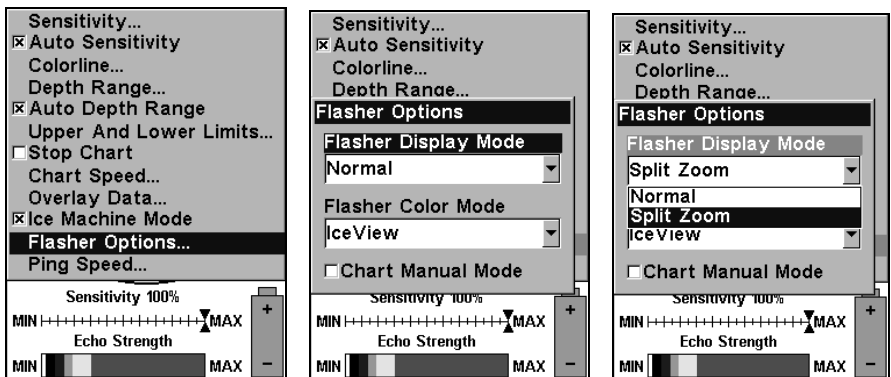 Sensitivity...
Auto Sensitivity
Colorline...
Depth Range...
Auto Depth Range
Upper And Lower Limits...
Stop Chart
Chart Speed...
Overlay Data...
Ice Machine Mode
Flasher Options...
Ping Speed...
Sensitivity 100%
MIN MAX +
Echo Strength
MIN MAX -
Sensitivity...
Auto Sensitivity
Colorline...
Depth Range...
Flasher Options
Flasher Display Mode
Normal
Flasher Color Mode
IceView
Chart Manual Mode
Sensitivity 100%
MIN MAX +
Echo Strength
MIN MAX -
Sensitivity...
Auto Sensitivity
Colorline...
Depth Range...
Flasher Options
Flasher Display Mode
Split Zoom
Normal
Split Zoom
IceView
Chart Manual Mode
Sensitivity 100%
MIN MAX +
Echo Strength
MIN MAX -